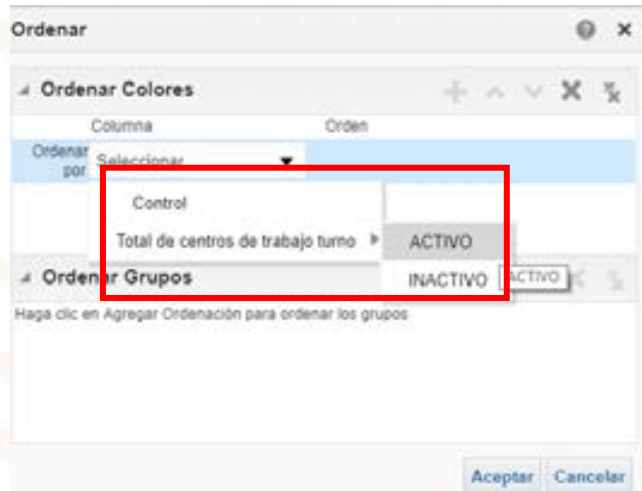 Ordenar
Ordenar Colores
Columna Orden
Ordenar por Seleccionar
Control
Total de centros de trabajo turno ACTIVO
INACTIVO ACTIVO
Ordenar Grupos
Haga clic en Agregar Ordenación para ordenar los grupos
Aceptar Cancelar